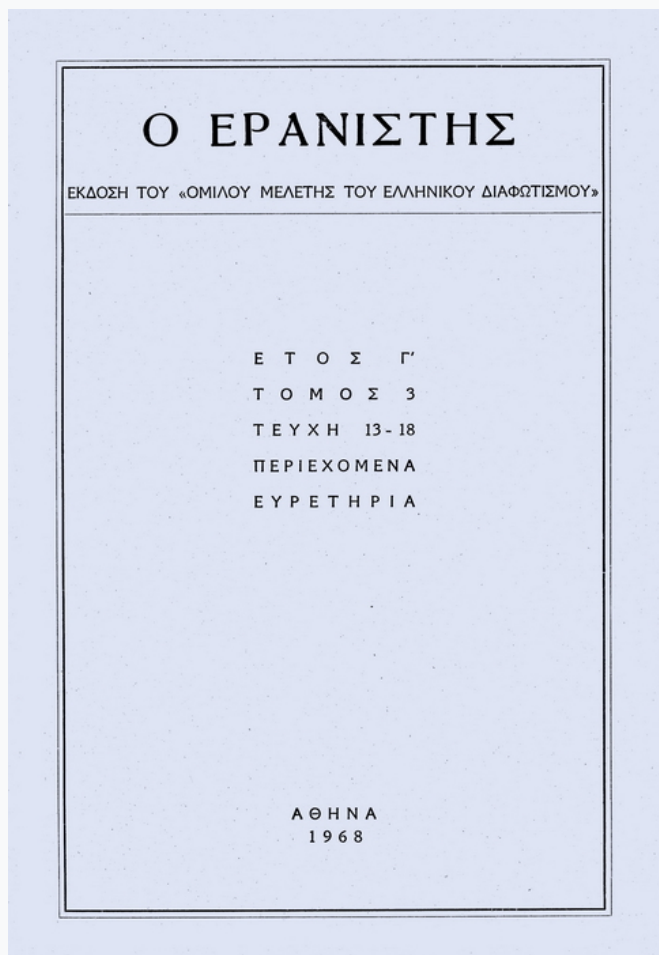 Ο ΕΡΑΝΙΣΤΗΣ
ΕΚΔΟΣΗ ΤΟΥ «ΟΜΙΛΟΥ ΜΕΛΕΤΗΣ ΤΟΥ ΕΛΛΗΝΙΚΟΥ ΔΙΑΦΩΤΙΣΜΟΥ»
ΕΤΟΣ Γ′
ΤΟΜΟΣ 3
ΤΕΥΧΗ 13-18
ΠΕΡΙΕΧΟΜΕΝΑ
ΕΥΡΕΤΗΡΙΑ
ΑΘΗΝΑ
1968